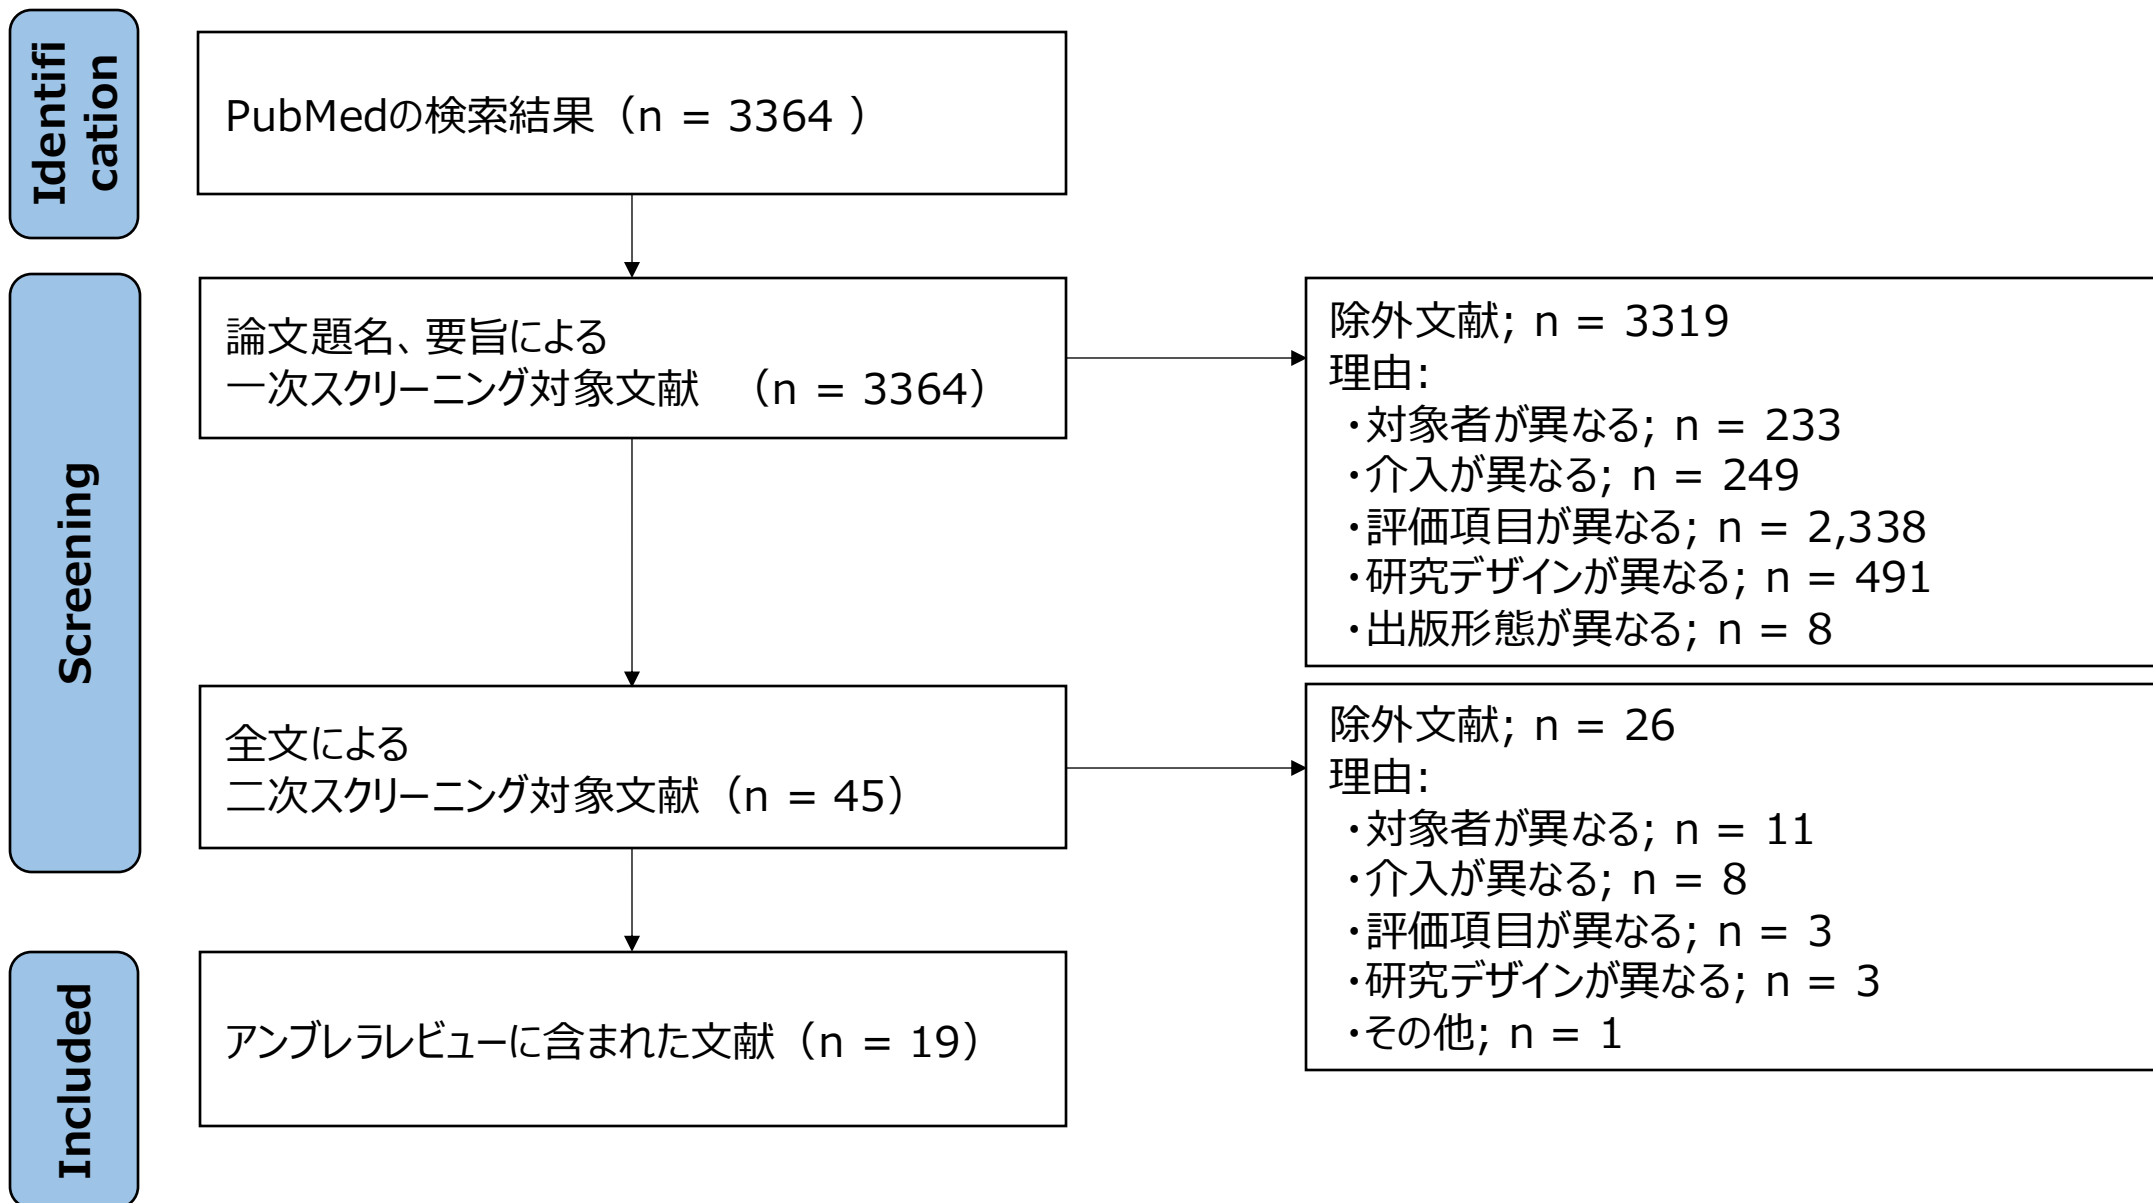 Identifi
cation
PubMedの検索結果（n = 3364 ）
Screening
論文題名、要旨による
一次スクリーニング対象文献　（n = 3364）
除外文献; n = 3319
理由:
・対象者が異なる; n = 233
・介入が異なる; n = 249
・評価項目が異なる; n = 2,338
・研究デザインが異なる; n = 491
・出版形態が異なる; n = 8
全文による
二次スクリーニング対象文献（n = 45）
除外文献; n = 26
理由:
・対象者が異なる; n = 11
・介入が異なる; n = 8
・評価項目が異なる; n = 3
・研究デザインが異なる; n = 3
・その他; n = 1
Included
アンブレラレビューに含まれた文献（n = 19）